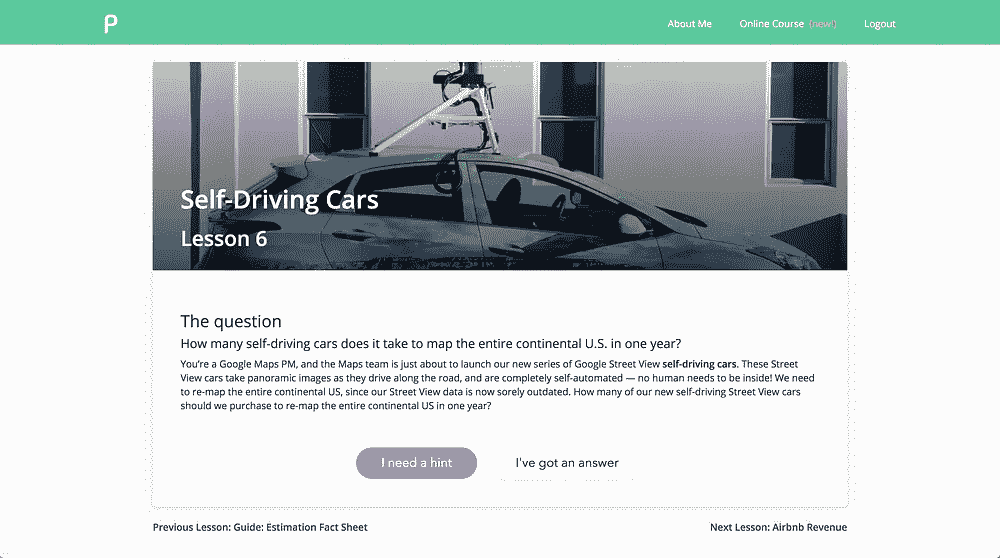 P
About Me Online Course (new) Logout
Self-Driving Cars
Lesson 6
The question
How many self-driving cars does it take to map the entire continental U.S. in one year?
You're a Google Maps PM, and the Maps team is just about to launch our new series of Google Street View self-driving cars. These Street
View cars take panoramic images as they drive along the road, and are completely self-automated — no human needs to be inside! We need
to re-map the entire continental US, since our Street View data is now sorely outdated. How many of our new self-driving Street View cars
should we purchase to re-map the entire continental US in one year?
I need a hint I've got an answer
Previous Lesson: Guide: Estimation Fact Sheet Next Lesson: Airbnb Revenue